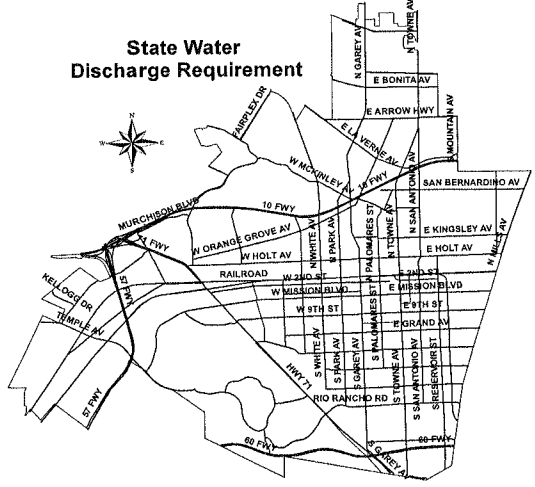 State Water
Discharge Requirement
N GAREY AV
N TOWNE AV
E BONITA AV
E ARROW HWY
FAIRPLEX DR
E LA VERNE AV
N MOUNTAIN AV
N
W
E
S
W MCKINLEY AV
10 FWY
SAN BERNARDINO AV
MURCHISON BLVD
10 FWY
N SAN ANTONIO AV
N TOWNE AV
N PALOMARES ST
N PARK AV
N WHITE AV
E KINGSLEY AV
N MILLS AV
71 FWY
W ORANGE GROVE AV
E HOLT AV
W HOLT AV
RAILROAD
W 2ND ST
E 2ND ST
57 FWY
KELLOGG DR
W MISSION BLVD
E MISSION BLVD
W 9TH ST
E 9TH ST
TEMPLE AV
E GRAND AV
S PALOMARES ST
S WHITE AV
S PARK AV
S GAREY AV
S TOWNE AV
S SAN ANTONIO AV
S RESERVOIR ST
HWY 71
RIO RANCHO RD
57 FWY
60 FWY
60 FWY
S GAREY AV